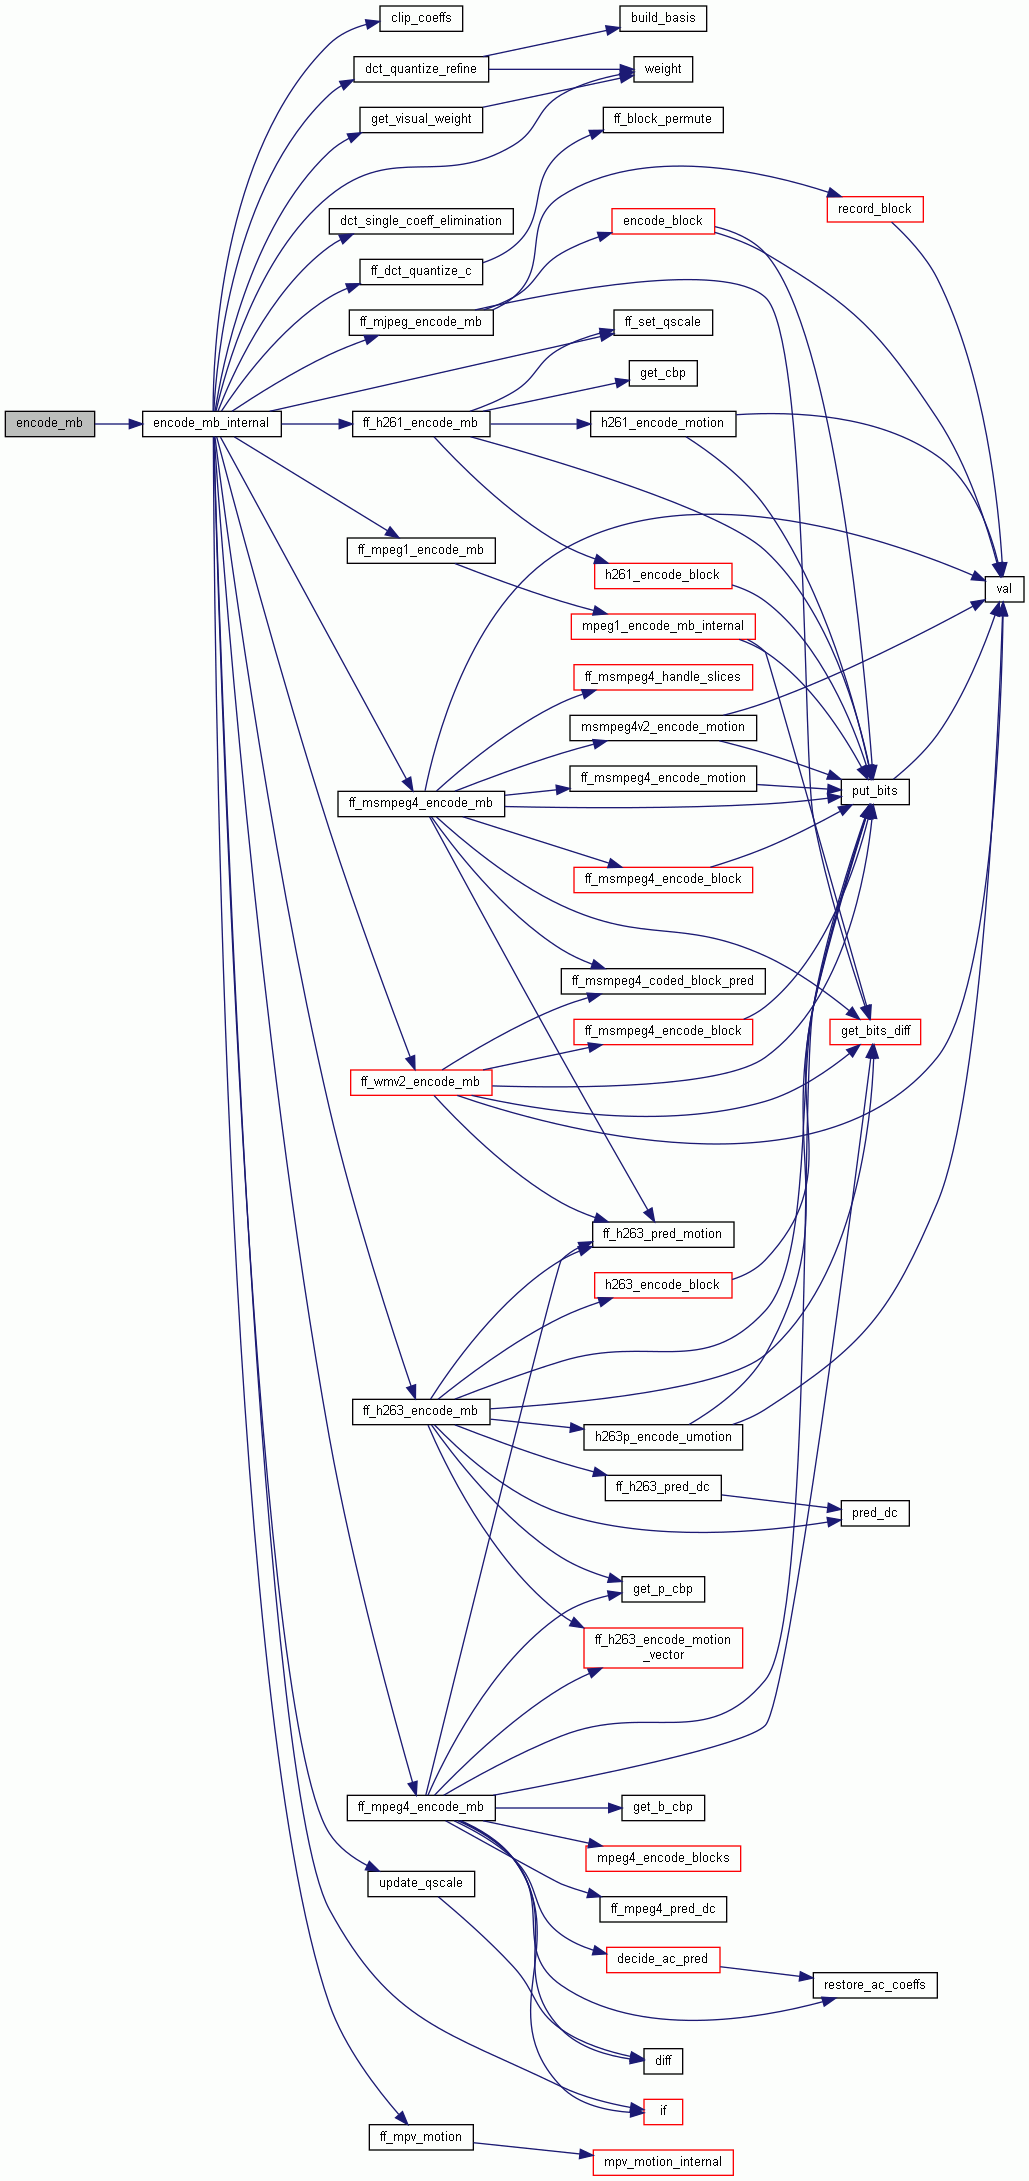 clip_coeffs
build_basis
dct_quantize_refine
weight
get_visual_weight
ff_block_permute
record_block
dct_single_coeff_elimination
encode_block
ff_dct_quantize_c
ff_mjpeg_encode_mb
ff_set_qscale
get_cbp
encode_mb
encode_mb_internal
ff_h261_encode_mb
h261_encode_motion
ff_mpeg1_encode_mb
h261_encode_block
val
mpeg1_encode_mb_internal
ff_msmpeg4_handle_slices
msmpeg4v2_encode_motion
ff_msmpeg4_encode_motion
put_bits
ff_msmpeg4_encode_mb
ff_msmpeg4_encode_block
ff_msmpeg4_coded_block_pred
ff_msmpeg4_encode_block
get_bits_diff
ff_wmv2_encode_mb
ff_h263_pred_motion
h263_encode_block
ff_h263_encode_mb
h263p_encode_umotion
ff_h263_pred_dc
pred_dc
get_p_cbp
ff_h263_encode_motion
_vector
ff_mpeg4_encode_mb
get_b_cbp
mpeg4_encode_blocks
update_qscale
ff_mpeg4_pred_dc
decide_ac_pred
restore_ac_coeffs
diff
if
ff_mpv_motion
mpv_motion_internal